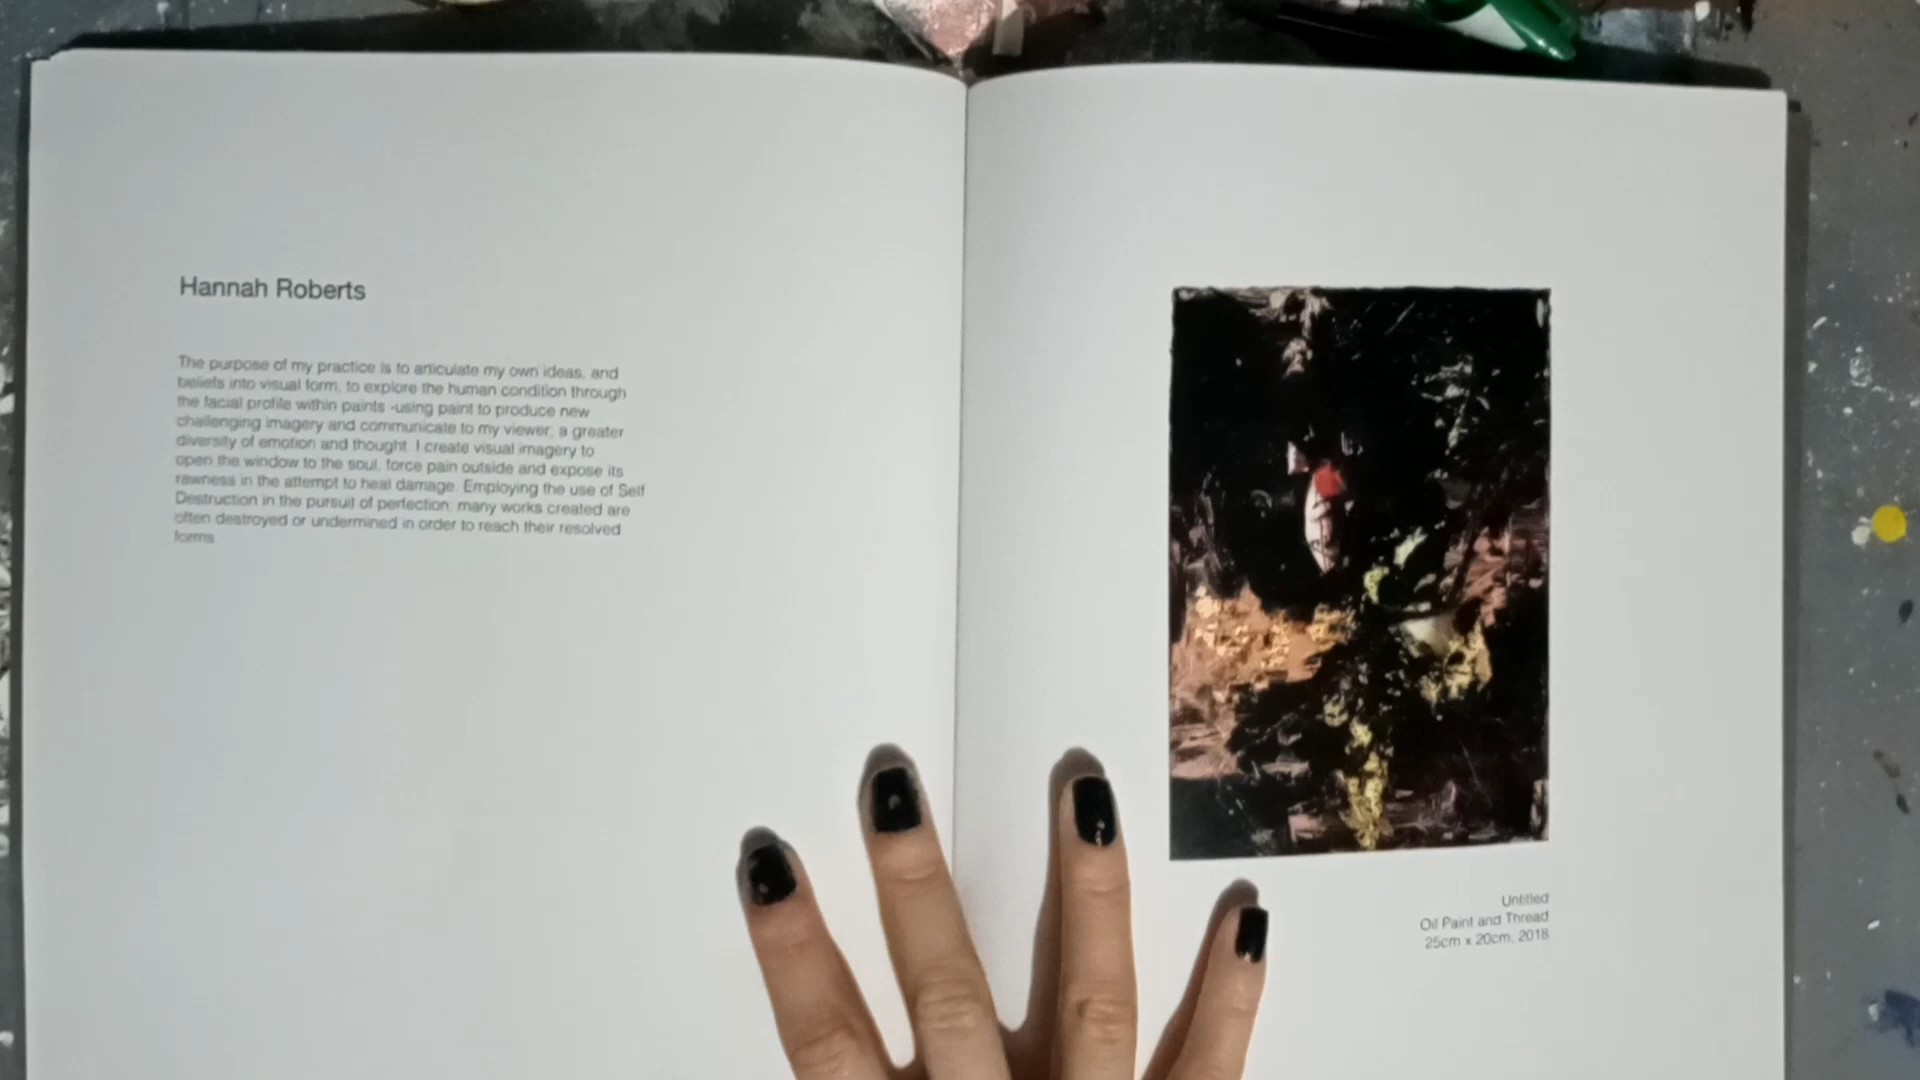 Hannah Roberts
The purpose of my practice is to articulate my own ideas, and
beliefs into visual form, to explore the human condition through
the facial profile within paints -using paint to produce new
challenging imagery and communicate to my viewer, a greater
diversity of emotion and thought. I create visual imagery to
open the window to the soul, force pain outside and expose its
rawness in the attempt to heal damage. Employing the use of Self
Destruction in the pursuit of perfection; many works created are
often destroyed or undermined in order to reach their resolved
forms.
Untitled
Oil Paint and Thread
25cm x 20cm, 2018